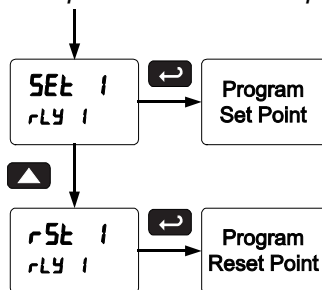 SEt 1
rLY 1
Program
Set Point
rSt 1
rLY 1
Program
Reset Point